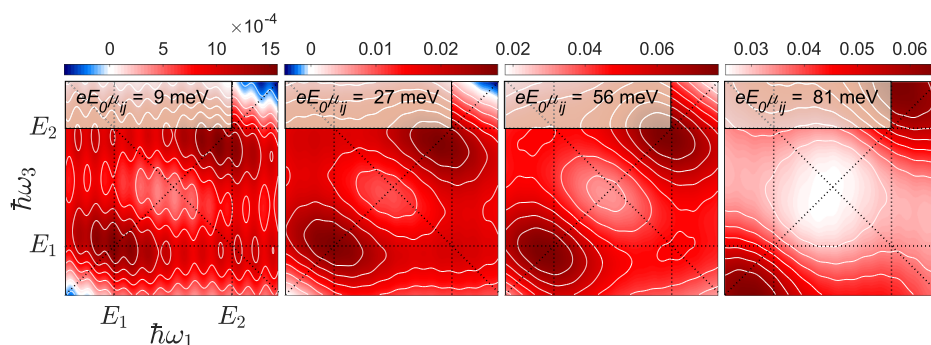 ×10⁻⁴
0 5 10 15
0 0.01 0.02
0.02 0.04 0.06
0.03 0.04 0.05 0.06
eE₀μᵢⱼ = 9 meV
eE₀μᵢⱼ = 27 meV
eE₀μᵢⱼ = 56 meV
eE₀μᵢⱼ = 81 meV
E₂
ħω₃
E₁
E₁ E₂
ħω₁